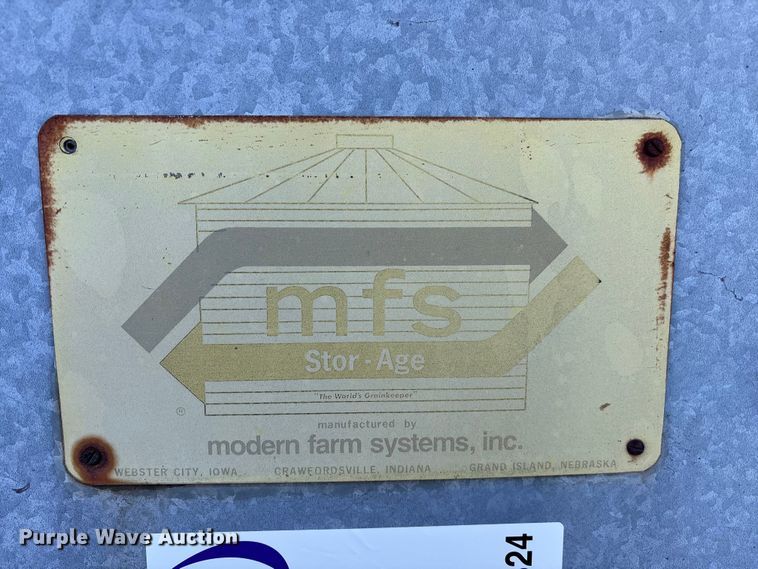 mfs
Stor-Age
"The World's Grainkeeper"
®
manufactured by
modern farm systems, inc.
WEBSTER CITY, IOWA CRAWFORDSVILLE, INDIANA GRAND ISLAND, NEBRASKA
Purple Wave Auction
24